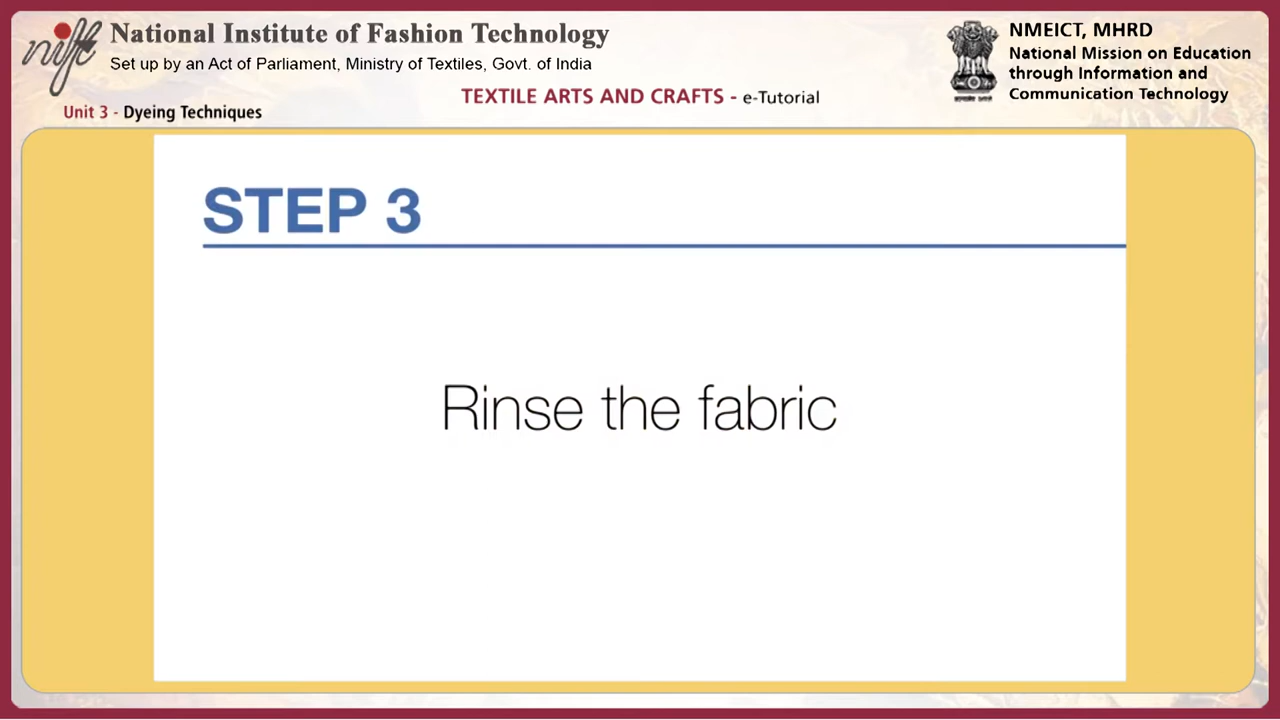 nift
National Institute of Fashion Technology
Set up by an Act of Parliament, Ministry of Textiles, Govt. of India
NMEICT, MHRD
National Mission on Education
through Information and
Communication Technology
TEXTILE ARTS AND CRAFTS - e-Tutorial
Unit 3 - Dyeing Techniques
STEP 3
Rinse the fabric